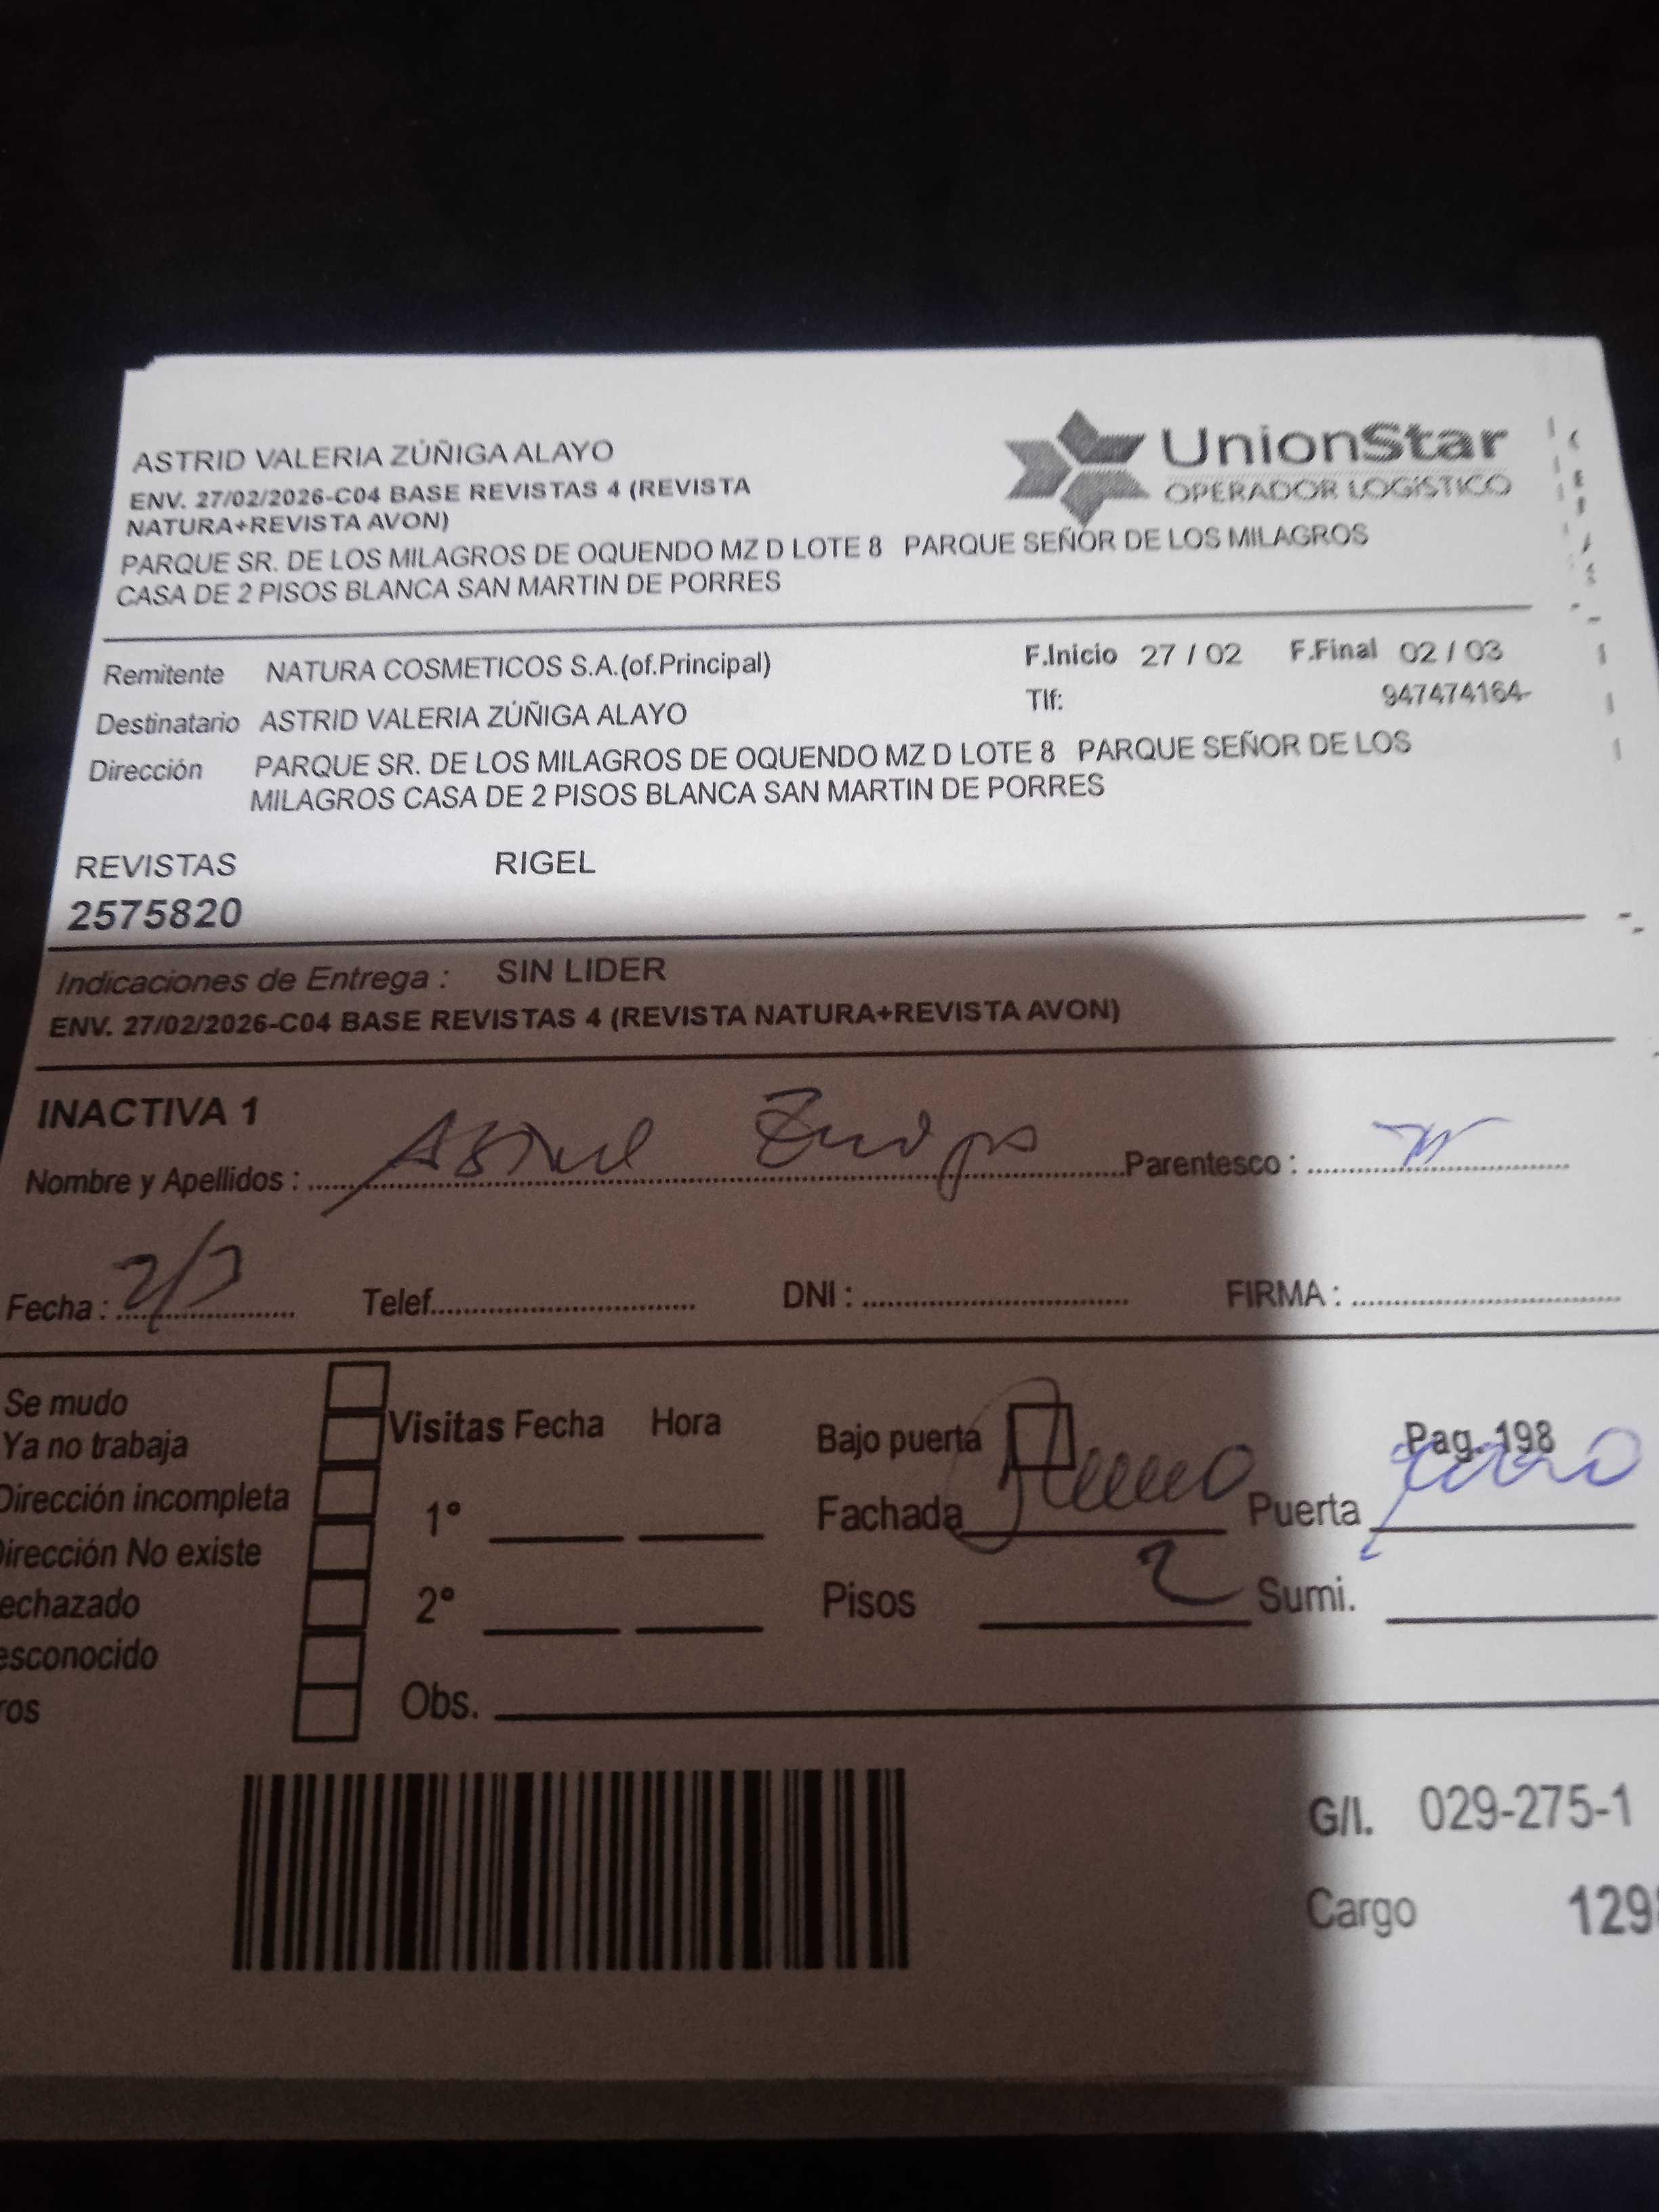 ASTRID VALERIA ZÚÑIGA ALAYO
ENV. 27/02/2026-C04 BASE REVISTAS 4 (REVISTA
NATURA+REVISTA AVON)
UnionStar
OPERADOR LOGÍSTICO
PARQUE SR. DE LOS MILAGROS DE OQUENDO MZ D LOTE 8 PARQUE SEÑOR DE LOS MILAGROS
CASA DE 2 PISOS BLANCA SAN MARTIN DE PORRES
Remitente NATURA COSMETICOS S.A.(of.Principal) F.Inicio 27 / 02 F.Final 02 / 03
Destinatario ASTRID VALERIA ZÚÑIGA ALAYO Tlf: 947474164-
Dirección PARQUE SR. DE LOS MILAGROS DE OQUENDO MZ D LOTE 8 PARQUE SEÑOR DE LOS
MILAGROS CASA DE 2 PISOS BLANCA SAN MARTIN DE PORRES
REVISTAS RIGEL
2575820
Indicaciones de Entrega : SIN LIDER
ENV. 27/02/2026-C04 BASE REVISTAS 4 (REVISTA NATURA+REVISTA AVON)
INACTIVA 1
Nombre y Apellidos : Parentesco :
Fecha : Telef. DNI : FIRMA :
Se mudo
Ya no trabaja Visitas Fecha Hora Bajo puerta Pag. 198
Dirección incompleta 1° Fachada Puerta
Dirección No existe
echazado 2° Pisos 2 Sumi.
esconocido
ros Obs.
G/I. 029-275-1
Cargo 129